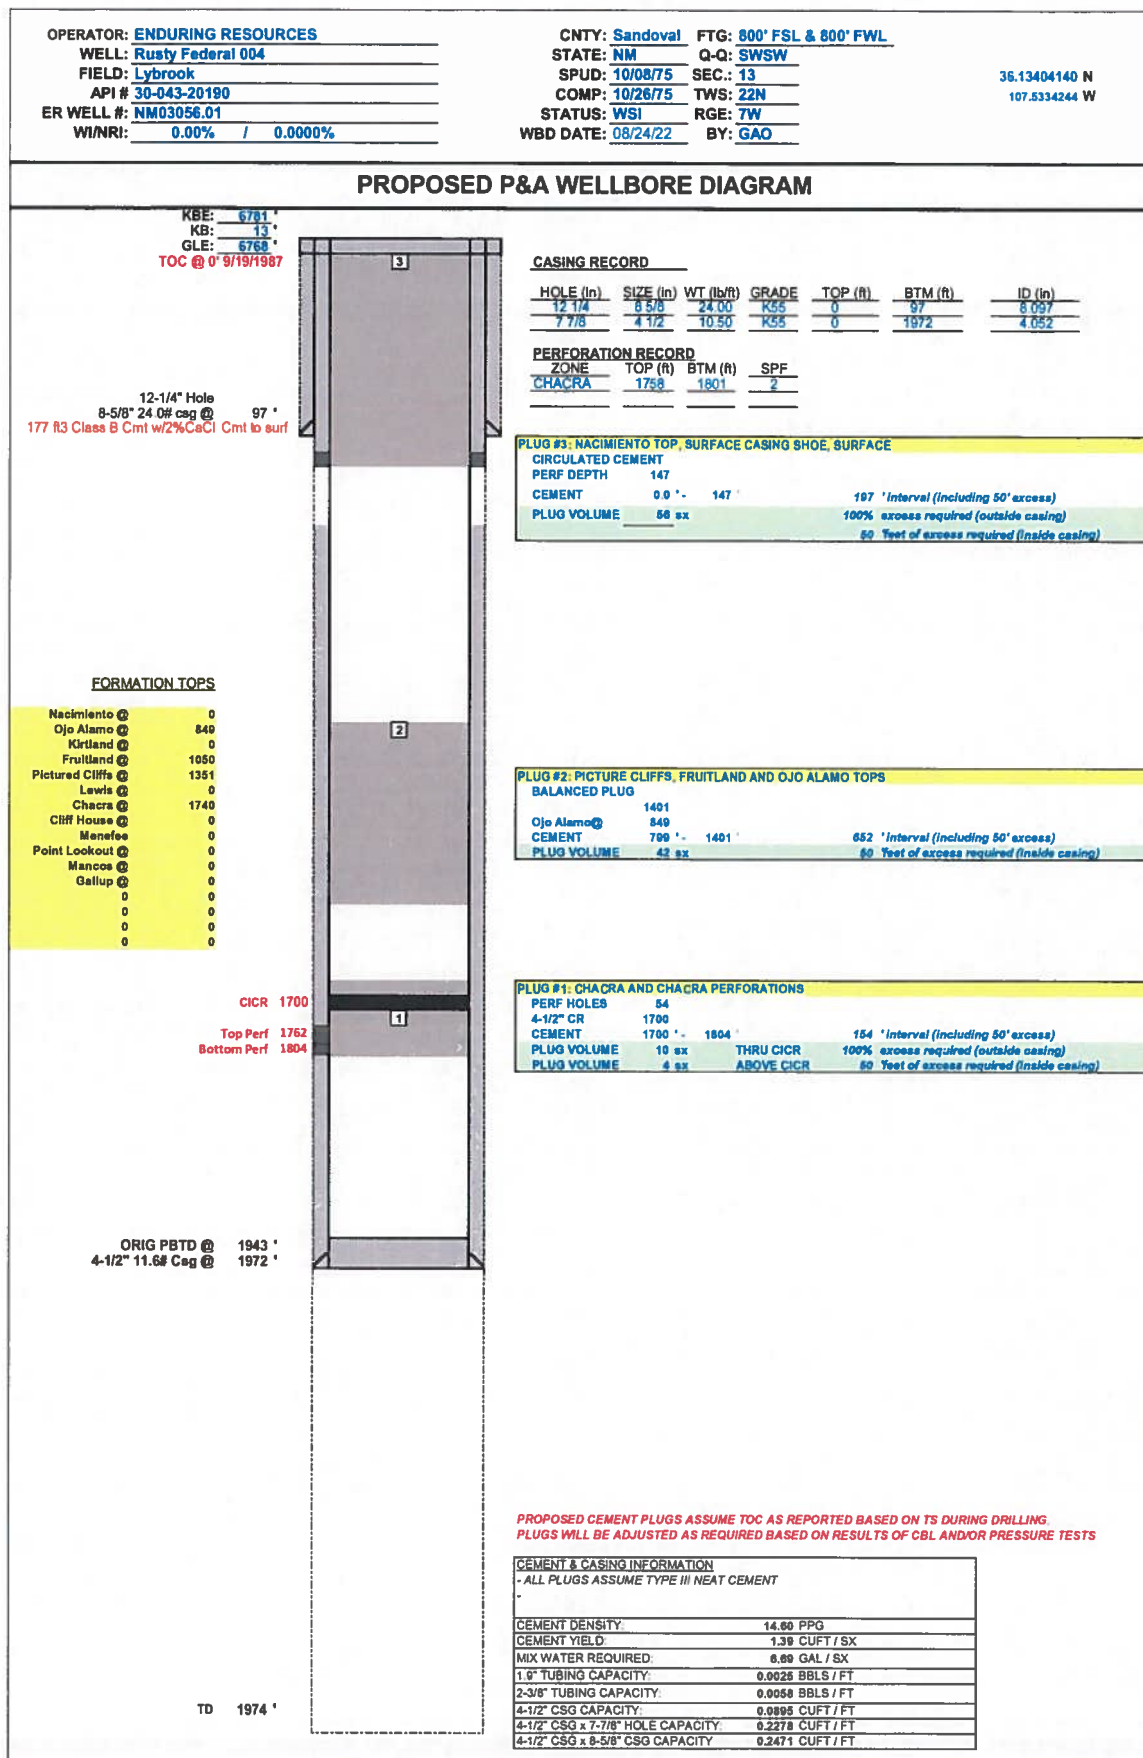 OPERATOR: ENDURING RESOURCES
WELL: Rusty Federal 004
FIELD: Lybrook
API # 30-043-20190
ER WELL #: NM03056.01
WI/NRI: 0.00% / 0.0000%
CNTY: Sandoval FTG: 800' FSL & 800' FWL
STATE: NM Q-Q: SWSW
SPUD: 10/08/75 SEC.: 13
COMP: 10/26/75 TWS: 22N
STATUS: WSI RGE: 7W
WBD DATE: 08/24/22 BY: GAO
36.13404140 N
107.5334244 W
PROPOSED P&A WELLBORE DIAGRAM
KBE: 6781 '
KB: 13 '
GLE: 6768 '
TOC @ 0' 9/19/1987
3
CASING RECORD
HOLE (in) SIZE (in) WT (lb/ft) GRADE TOP (ft) BTM (ft) ID (in)
12 1/4 8 5/8 24.00 K55 0 97 8.097
7 7/8 4 1/2 10.50 K55 0 1972 4.052
PERFORATION RECORD
ZONE TOP (ft) BTM (ft) SPF
CHACRA 1758 1801 2
12-1/4" Hole
8-5/8" 24.0# csg @ 97 '
177 ft3 Class B Cmt w/2%CaCl Cmt to surf
PLUG #3: NACIMIENTO TOP, SURFACE CASING SHOE, SURFACE
CIRCULATED CEMENT
PERF DEPTH 147
CEMENT 0.0 ' - 147 ' 197 ' interval (including 50' excess)
PLUG VOLUME 56 sx 100% excess required (outside casing)
50 'feet of excess required (inside casing)
FORMATION TOPS
Nacimiento @ 0
Ojo Alamo @ 849
Kirtland @ 0
Fruitland @ 1050
Pictured Cliffs @ 1351
Lewis @ 0
Chacra @ 1740
Cliff House @ 0
Menefee 0
Point Lookout @ 0
Mancos @ 0
Gallup @ 0
0 0
0 0
0 0
0 0
2
PLUG #2: PICTURE CLIFFS, FRUITLAND AND OJO ALAMO TOPS
BALANCED PLUG
1401
Ojo Alamo@ 849
CEMENT 799 ' - 1401 ' 652 ' interval (including 50' excess)
PLUG VOLUME 42 sx 50 'feet of excess required (inside casing)
CICR 1700
1
Top Perf 1762
Bottom Perf 1804
PLUG #1: CHACRA AND CHACRA PERFORATIONS
PERF HOLES 54
4-1/2" CR 1700
CEMENT 1700 ' - 1804 ' 154 ' interval (including 50' excess)
PLUG VOLUME 10 sx THRU CICR 100% excess required (outside casing)
PLUG VOLUME 4 sx ABOVE CICR 50 'feet of excess required (inside casing)
ORIG PBTD @ 1943 '
4-1/2" 11.6# Csg @ 1972 '
TD 1974 '
PROPOSED CEMENT PLUGS ASSUME TOC AS REPORTED BASED ON TS DURING DRILLING.
PLUGS WILL BE ADJUSTED AS REQUIRED BASED ON RESULTS OF CBL AND/OR PRESSURE TESTS
CEMENT & CASING INFORMATION
- ALL PLUGS ASSUME TYPE III NEAT CEMENT
-
CEMENT DENSITY: 14.60 PPG
CEMENT YIELD: 1.39 CUFT / SX
MIX WATER REQUIRED: 6.69 GAL / SX
1.9" TUBING CAPACITY: 0.0025 BBLS / FT
2-3/8" TUBING CAPACITY: 0.0058 BBLS / FT
4-1/2" CSG CAPACITY: 0.0895 CUFT / FT
4-1/2" CSG x 7-7/8" HOLE CAPACITY: 0.2278 CUFT / FT
4-1/2" CSG x 8-5/8" CSG CAPACITY 0.2471 CUFT / FT